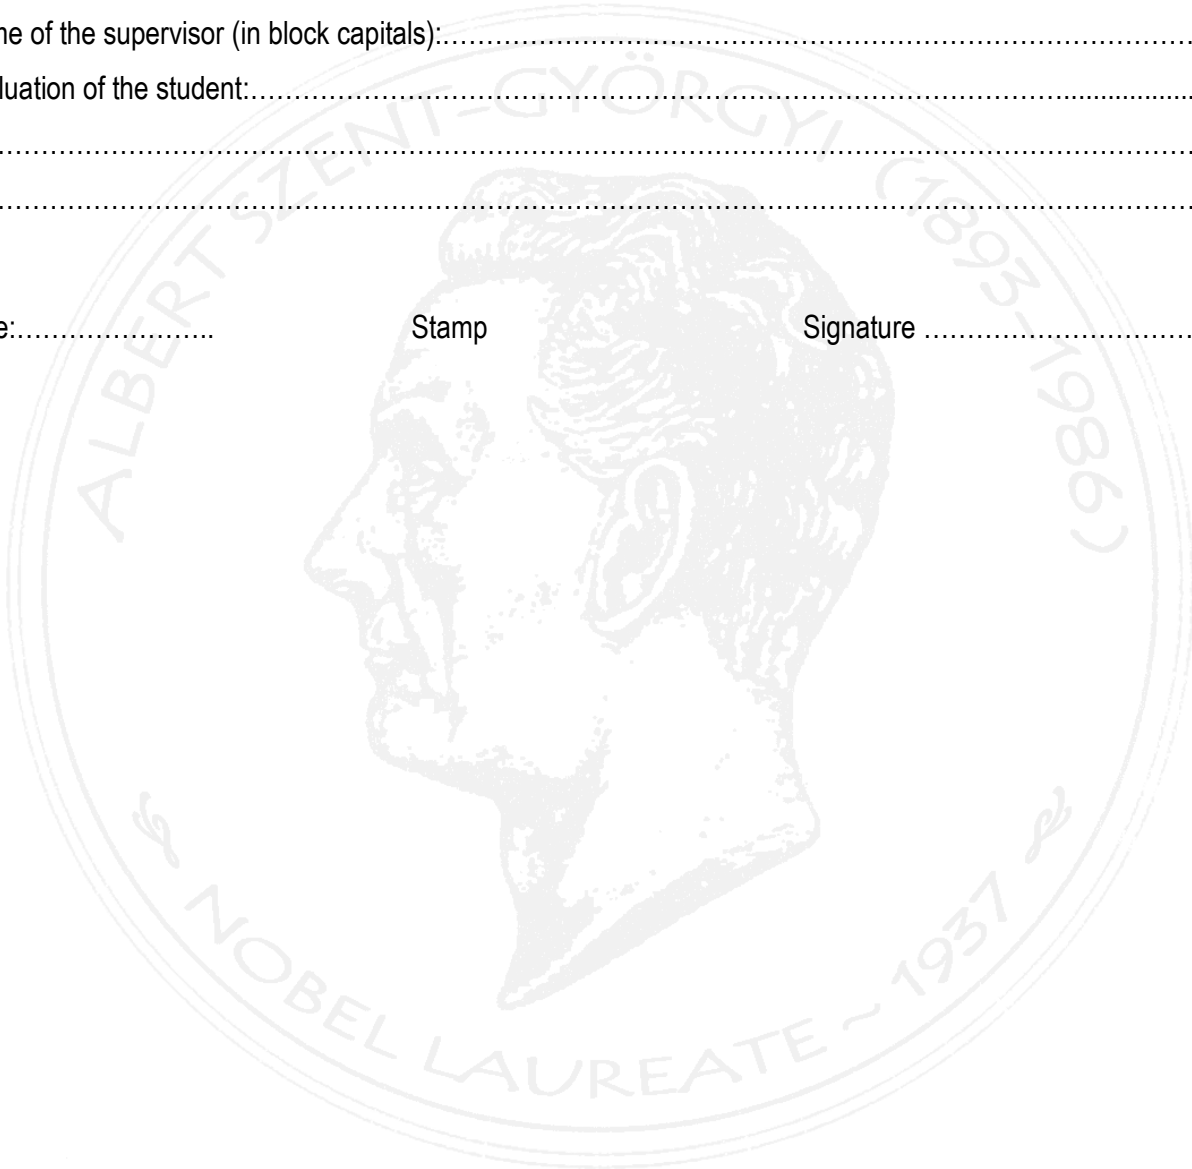 ne of the supervisor (in block capitals):……………………………………………………………………………
luation of the student:……………………………………………………………………………….................
……………………………………………………………………………………………………………………………
……………………………………………………………………………………………………………………………
e:…………………..    Stamp    Signature …………………………
ALBERT SZENT-GYÖRGYI (1893-1986)
NOBEL LAUREATE ~ 1937